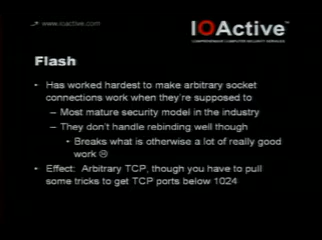 www.ioactive.com
IOActive™
COMPREHENSIVE COMPUTER SECURITY SERVICES
Flash
• Has worked hardest to make arbitrary socket
connections work when they're supposed to
– Most mature security model in the industry
– They don't handle rebinding well though
• Breaks what is otherwise a lot of really good
work ☹
• Effect: Arbitrary TCP, though you have to pull
some tricks to get TCP ports below 1024